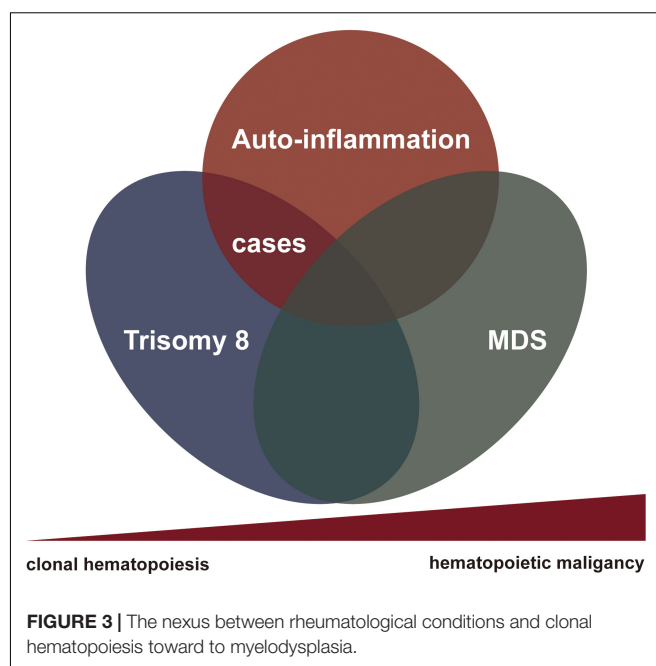 Auto-inflammation
cases
Trisomy 8
MDS
clonal hematopoiesis
hematopoietic maligancy
FIGURE 3 | The nexus between rheumatological conditions and clonal
hematopoiesis toward to myelodysplasia.